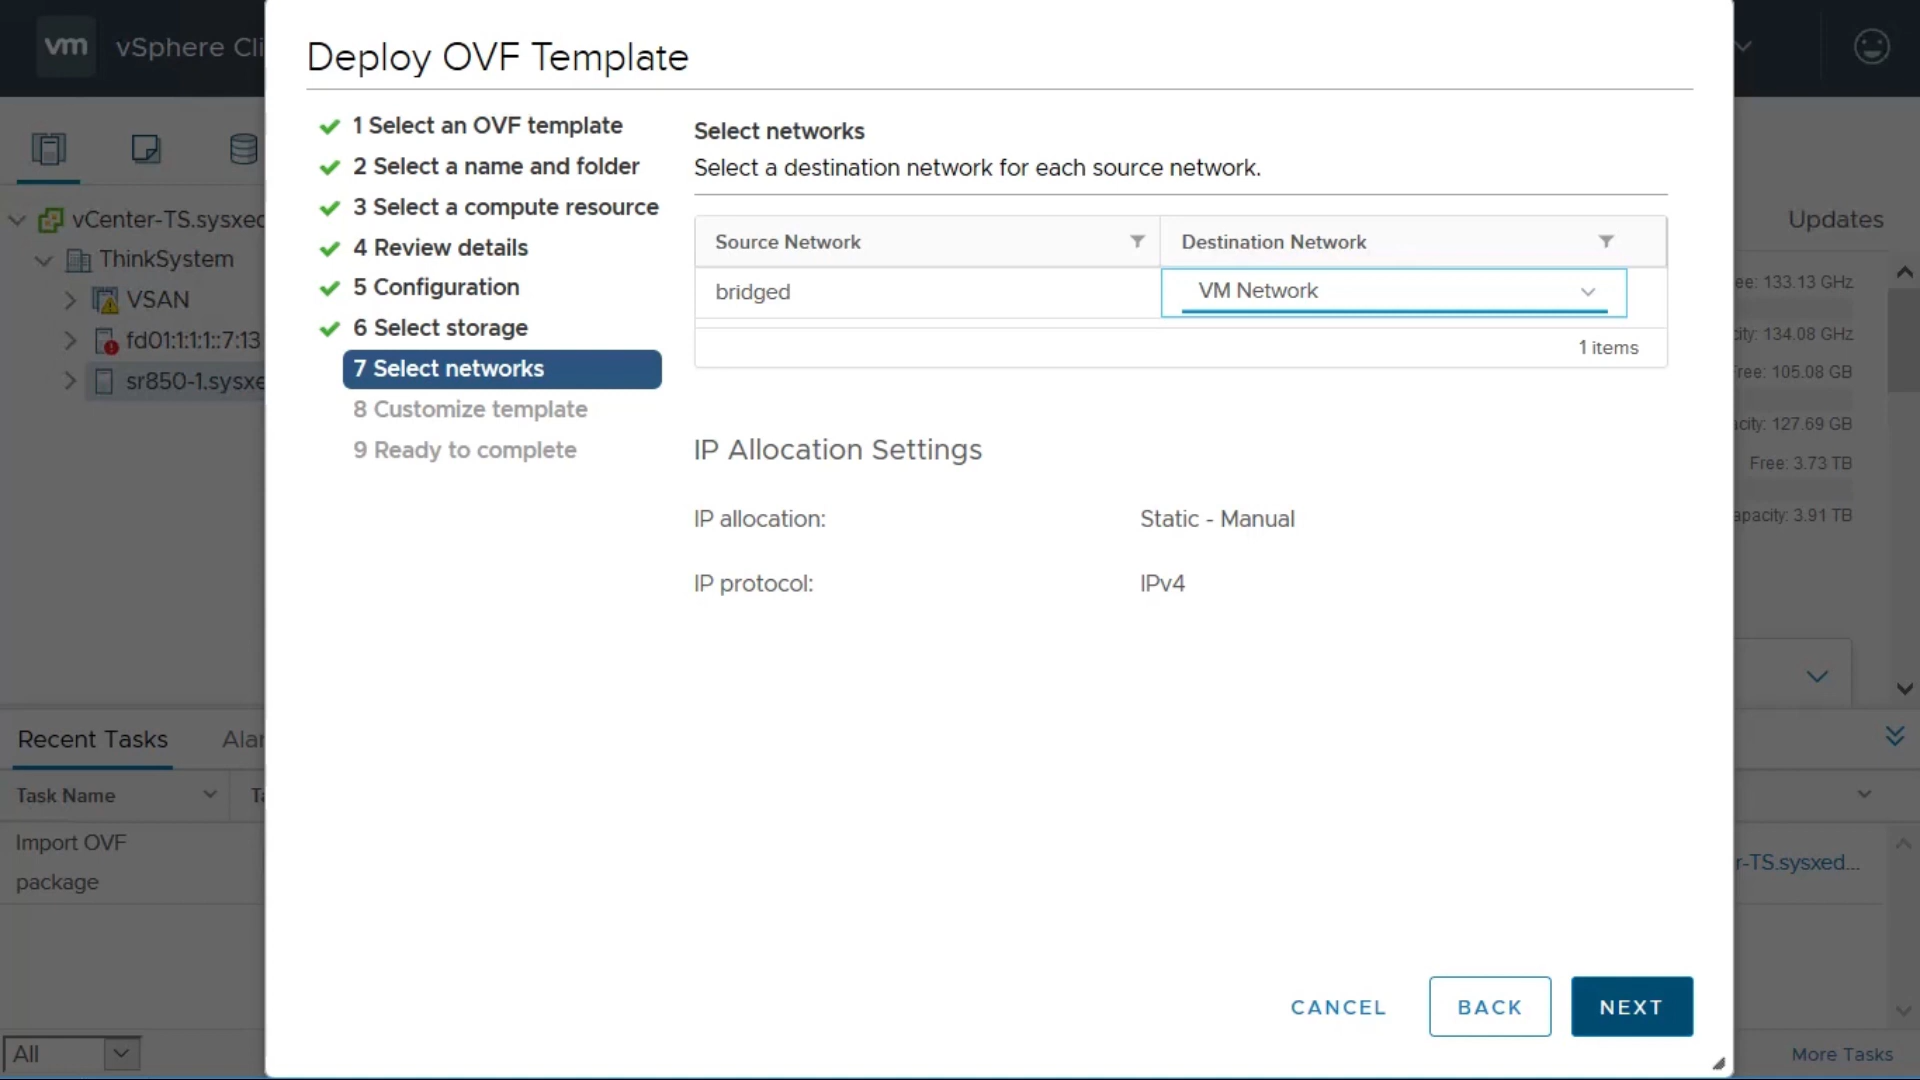 vm vSphere Cli
Deploy OVF Template
1 Select an OVF template
2 Select a name and folder
3 Select a compute resource
4 Review details
5 Configuration
6 Select storage
7 Select networks
8 Customize template
9 Ready to complete
Select networks
Select a destination network for each source network.
Source Network Destination Network
bridged VM Network
1 items
IP Allocation Settings
IP allocation: Static - Manual
IP protocol: IPv4
CANCEL BACK NEXT
vCenter-TS.sysxed
ThinkSystem
VSAN
fd01:1:1:1::7:13
sr850-1.sysxe
Updates
ee: 133.13 GHz
city: 134.08 GHz
ree: 105.08 GB
acity: 127.69 GB
Free: 3.73 TB
apacity: 3.91 TB
Recent Tasks Alar
Task Name Ta
Import OVF
package
r-TS.sysxed...
All
More Tasks